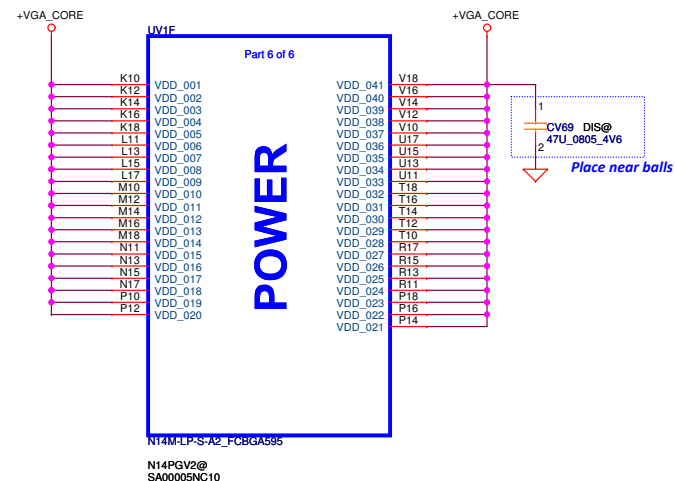 +VGA_CORE
+VGA_CORE
UV1F
Part 6 of 6
K10 VDD_001 VDD_041 V18
K12 VDD_002 VDD_040 V16
K14 VDD_003 VDD_039 V14
K16 VDD_004 VDD_038 V12
K18 VDD_005 VDD_037 V10
L11 VDD_006 VDD_036 U17
L13 VDD_007 VDD_035 U15
L15 VDD_008 VDD_034 U13
L17 VDD_009 VDD_033 U11
M10 VDD_010 VDD_032 T18
M12 VDD_011 VDD_031 T16
M14 VDD_012 VDD_030 T14
M16 VDD_013 VDD_029 T12
M18 VDD_014 VDD_028 T10
N11 VDD_015 VDD_027 R17
N13 VDD_016 VDD_026 R15
N15 VDD_017 VDD_025 R13
N17 VDD_018 VDD_024 R11
P10 VDD_019 VDD_023 P18
P12 VDD_020 VDD_022 P16
VDD_021 P14
POWER
1
CV69 DIS@
47U_0805_4V6
2
Place near balls
N14M-LP-S-A2_FCBGA595
N14PGV2@
SA00005NC10